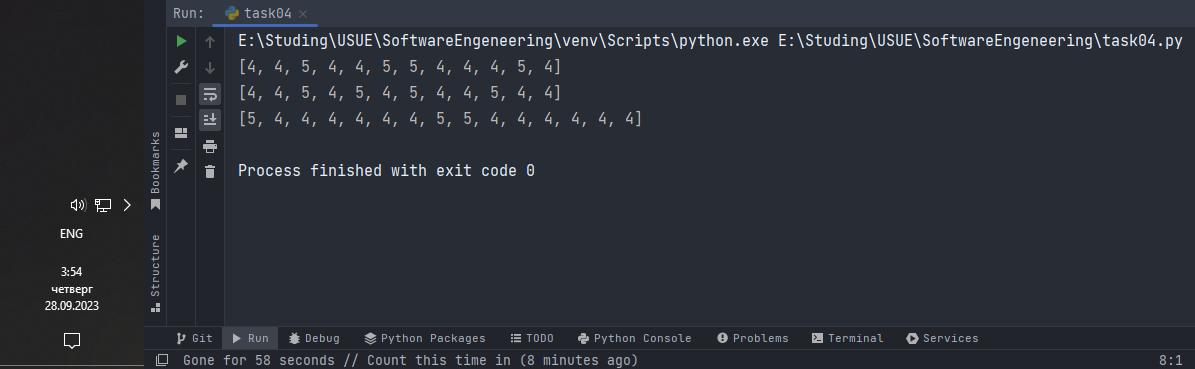 Run: task04
E:\Studing\USUE\SoftwareEngeneering\venv\Scripts\python.exe E:\Studing\USUE\SoftwareEngeneering\task04.py
[4, 4, 5, 4, 4, 5, 5, 4, 4, 4, 5, 4]
[4, 4, 5, 4, 5, 4, 5, 4, 4, 5, 4, 4]
[5, 4, 4, 4, 4, 4, 4, 5, 5, 4, 4, 4, 4, 4, 4]
Process finished with exit code 0
Bookmarks
Structure
ENG
3:54
четверг
28.09.2023
Git Run Debug Python Packages TODO Python Console Problems Terminal Services
Gone for 58 seconds // Count this time in (8 minutes ago) 8:1